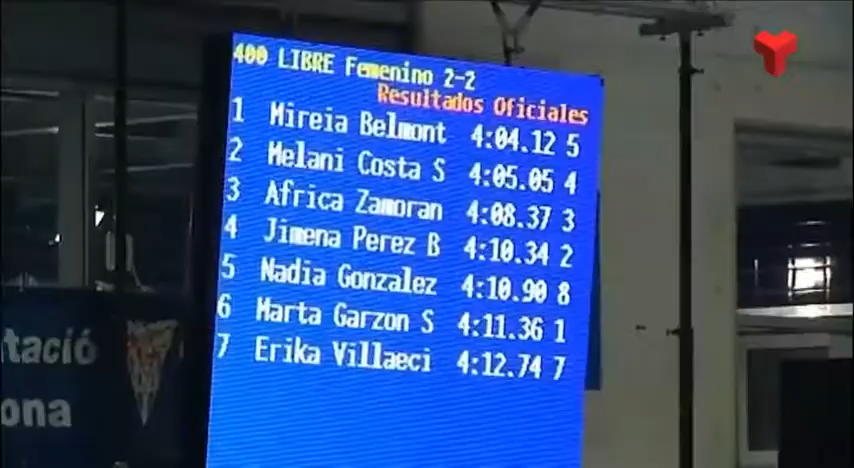 400 LIBRE Femenino 2-2
Resultados Oficiales
1 Mireia Belmont 4:04.12 5
2 Melani Costa S 4:05.05 4
3 Africa Zamoran 4:08.37 3
4 Jimena Perez B 4:10.34 2
5 Nadia Gonzalez 4:10.90 8
6 Marta Garzon S 4:11.36 1
7 Erika Villaeci 4:12.74 7
tació
ona